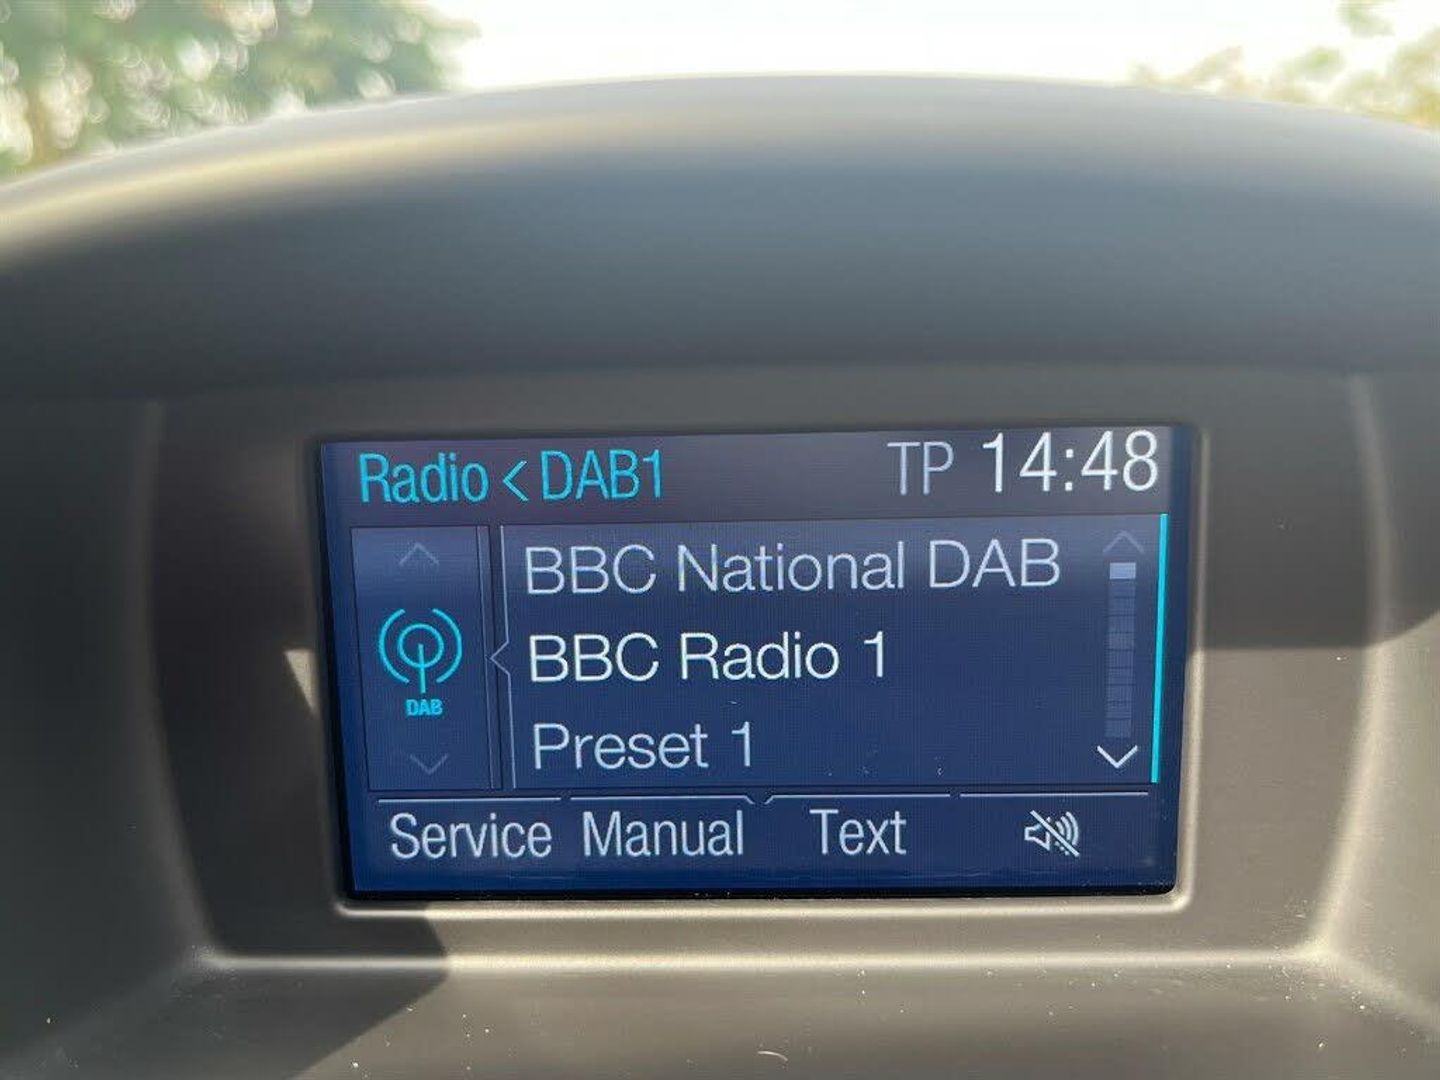 Radio < DAB1 TP 14:48
BBC National DAB
BBC Radio 1
DAB
Preset 1
Service Manual Text